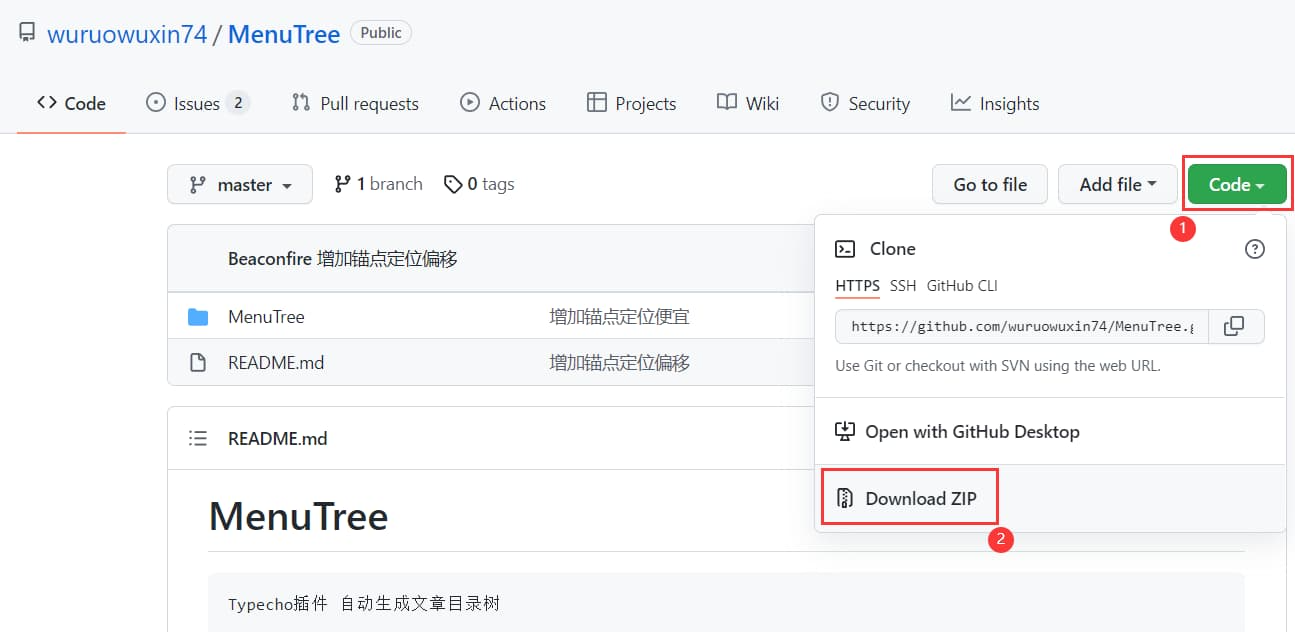 wuruowuxin74 / MenuTree Public
Code Issues 2 Pull requests Actions Projects Wiki Security Insights
master 1 branch 0 tags Go to file Add file Code
1
Beaconfire 增加锚点定位偏移
Clone
HTTPS SSH GitHub CLI
MenuTree 增加锚点定位便宜
https://github.com/wuruowuxin74/MenuTree.g
README.md 增加锚点定位偏移
Use Git or checkout with SVN using the web URL.
README.md
Open with GitHub Desktop
Download ZIP
2
MenuTree
Typecho插件 自动生成文章目录树